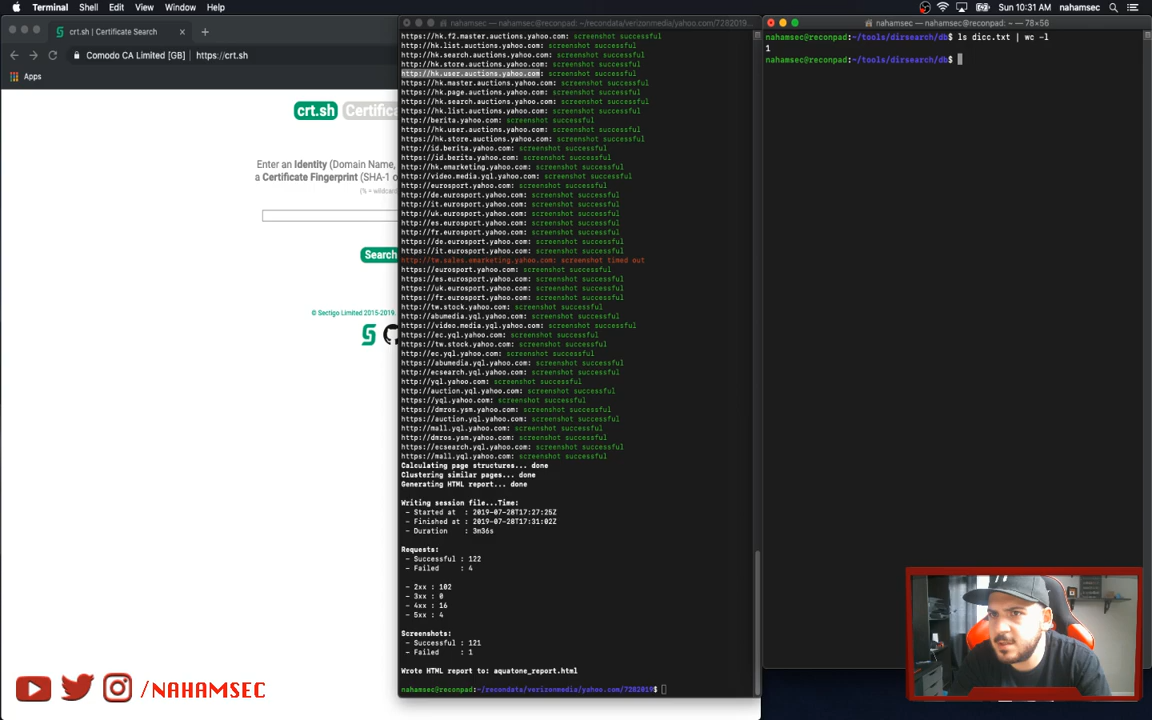 Terminal Shell Edit View Window Help
Sun 10:31 AM nahamsec
crt.sh | Certificate Search
Comodo CA Limited [GB] https://crt.sh
Apps
crt.sh Certific
Enter an Identity (Domain Name,
a Certificate Fingerprint (SHA-1 o
Search
© Sectigo Limited 2015-2019.
nahamsec@reconpad: ~/recondata/verizonmedia/yahoo.com/7282019...
http://hk.f2.master.auctions.yahoo.com: screenshot successful
http://hk.list.auctions.yahoo.com: screenshot successful
http://hk.search.auctions.yahoo.com: screenshot successful
http://hk.store.auctions.yahoo.com: screenshot successful
http://hk.user.auctions.yahoo.com: screenshot successful
https://hk.master.auctions.yahoo.com: screenshot successful
https://hk.page.auctions.yahoo.com: screenshot successful
https://hk.search.auctions.yahoo.com: screenshot successful
https://hk.list.auctions.yahoo.com: screenshot successful
http://berita.yahoo.com: screenshot successful
https://hk.user.auctions.yahoo.com: screenshot successful
https://hk.store.auctions.yahoo.com: screenshot successful
http://id.berita.yahoo.com: screenshot successful
https://id.berita.yahoo.com: screenshot successful
http://hk.emarketing.yahoo.com: screenshot successful
http://video.media.yql.yahoo.com: screenshot successful
http://eurosport.yahoo.com: screenshot successful
http://de.eurosport.yahoo.com: screenshot successful
http://it.eurosport.yahoo.com: screenshot successful
http://uk.eurosport.yahoo.com: screenshot successful
http://es.eurosport.yahoo.com: screenshot successful
http://fr.eurosport.yahoo.com: screenshot successful
https://de.eurosport.yahoo.com: screenshot successful
https://it.eurosport.yahoo.com: screenshot successful
http://tw.sales.emarketing.yahoo.com: screenshot timed out
https://eurosport.yahoo.com: screenshot successful
https://es.eurosport.yahoo.com: screenshot successful
https://uk.eurosport.yahoo.com: screenshot successful
https://fr.eurosport.yahoo.com: screenshot successful
http://tw.stock.yahoo.com: screenshot successful
http://abumedia.yql.yahoo.com: screenshot successful
https://video.media.yql.yahoo.com: screenshot successful
https://ec.yql.yahoo.com: screenshot successful
https://tw.stock.yahoo.com: screenshot successful
http://ec.yql.yahoo.com: screenshot successful
https://abumedia.yql.yahoo.com: screenshot successful
http://ecsearch.yql.yahoo.com: screenshot successful
http://yql.yahoo.com: screenshot successful
http://auction.yql.yahoo.com: screenshot successful
https://yql.yahoo.com: screenshot successful
https://dmros.ysm.yahoo.com: screenshot successful
https://auction.yql.yahoo.com: screenshot successful
http://mall.yql.yahoo.com: screenshot successful
http://dmros.ysm.yahoo.com: screenshot successful
https://ecsearch.yql.yahoo.com: screenshot successful
https://mall.yql.yahoo.com: screenshot successful
Calculating page structures... done
Clustering similar pages... done
Generating HTML report... done
Writing session file...Time:
- Started at : 2019-07-28T17:27:25Z
- Finished at : 2019-07-28T17:31:02Z
- Duration : 3m36s
Requests:
- Successful : 122
- Failed : 4
- 2xx : 102
- 3xx : 0
- 4xx : 16
- 5xx : 4
Screenshots:
- Successful : 121
- Failed : 1
Wrote HTML report to: aquatone_report.html
nahamsec@reconpad:~/recondata/verizonmedia/yahoo.com/7282019$
nahamsec — nahamsec@reconpad: ~ — 78×56
nahamsec@reconpad:~/tools/dirsearch/db$ ls dicc.txt | wc -l
1
nahamsec@reconpad:~/tools/dirsearch/db$
/NAHAMSEC